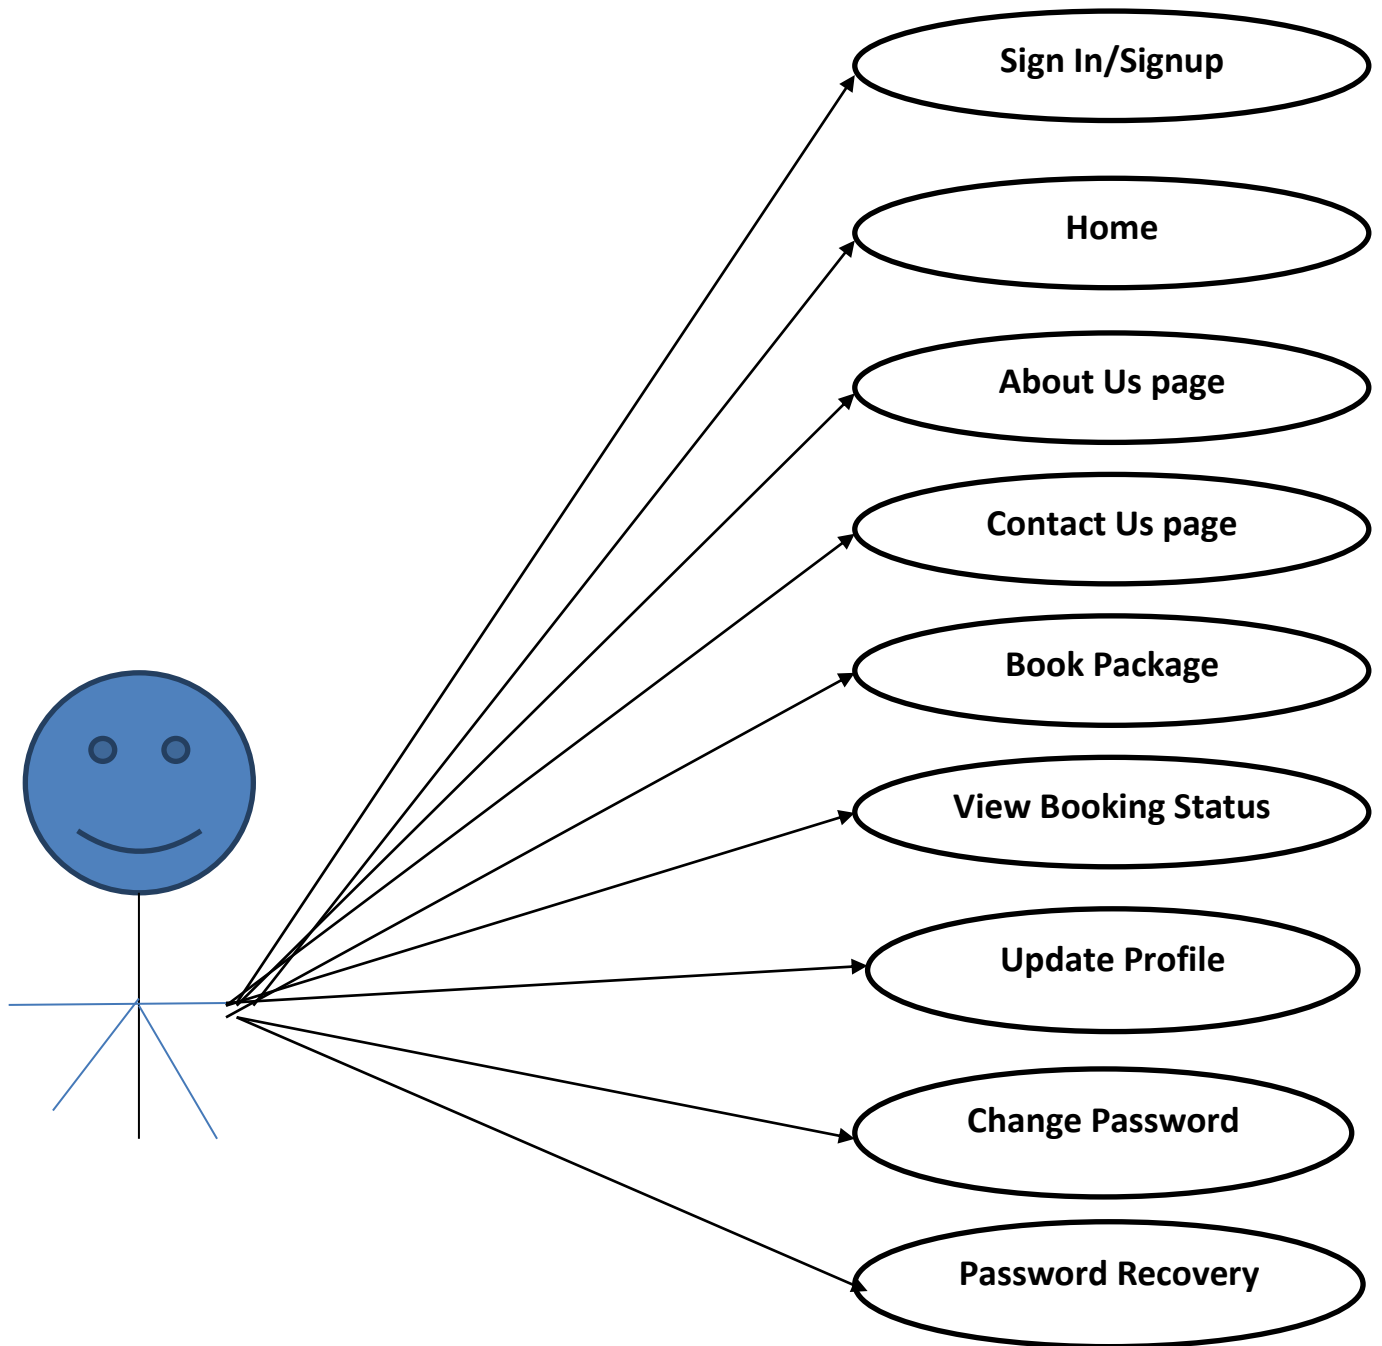 Sign In/Signup
Home
About Us page
Contact Us page
Book Package
View Booking Status
Update Profile
Change Password
Password Recovery